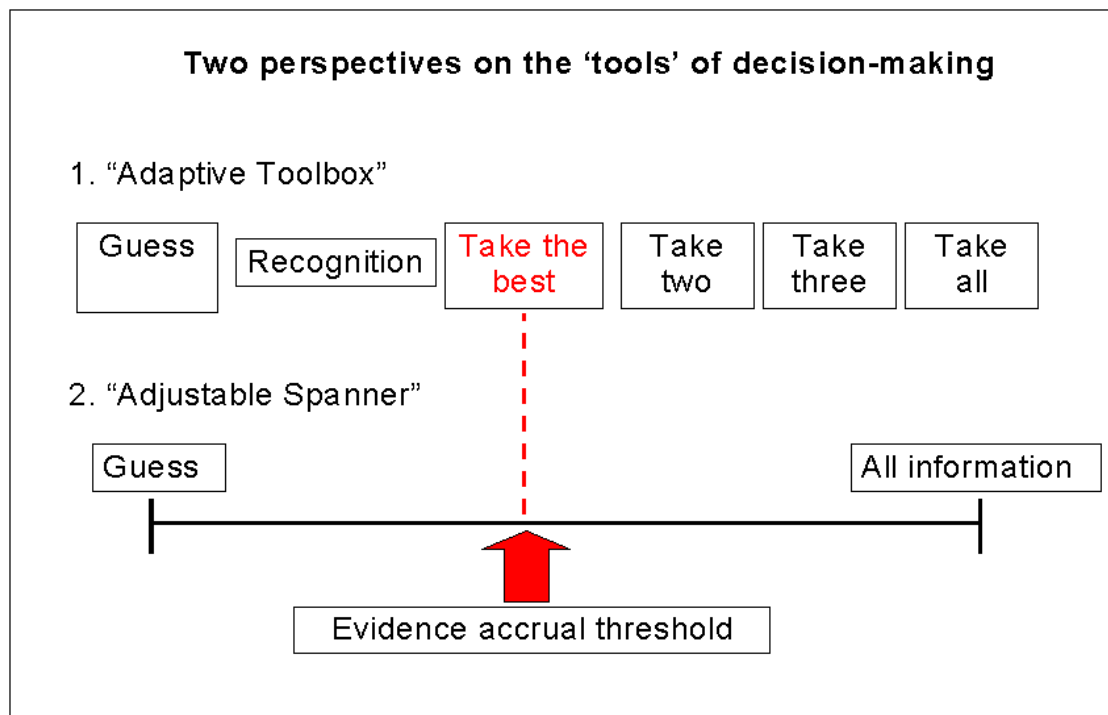 Two perspectives on the ‘tools’ of decision-making
1. “Adaptive Toolbox”
Guess
Recognition
Take the
best
Take
two
Take
three
Take
all
2. “Adjustable Spanner”
Guess
All information
Evidence accrual threshold